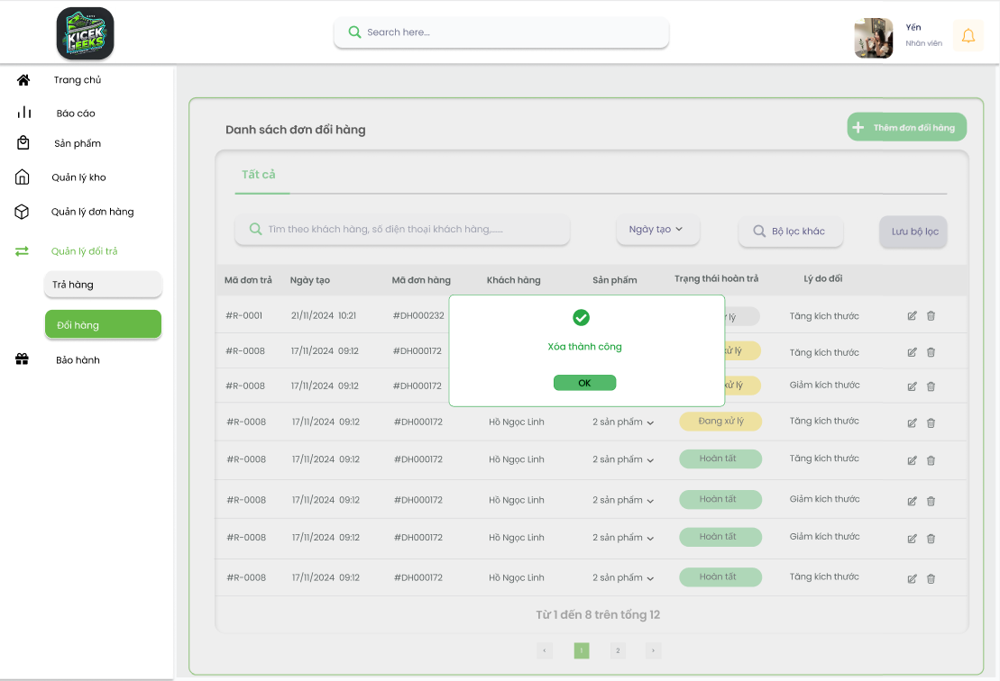 KICEK
GEEKS
Search here...
Yến
Nhân viên
Trang chủ
Báo cáo
Sản phẩm
Quản lý kho
Quản lý đơn hàng
Quản lý đổi trả
Trả hàng
Đổi hàng
Bảo hành
Danh sách đơn đổi hàng
Thêm đơn đổi hàng
Tất cả
Tìm theo khách hàng, số điện thoại khách hàng,.....
Ngày tạo
Bộ lọc khác
Lưu bộ lọc
Mã đơn trả Ngày tạo Mã đơn hàng Khách hàng Sản phẩm Trạng thái hoàn trả Lý do đổi
#R-0001 21/11/2024 10:21 #DH000232 lý Tăng kích thước
#R-0008 17/11/2024 09:12 #DH000172 xử lý Tăng kích thước
#R-0008 17/11/2024 09:12 #DH000172 xử lý Giảm kích thước
Xóa thành công
OK
#R-0008 17/11/2024 09:12 #DH000172 Hồ Ngọc Linh 2 sản phẩm Đang xử lý Tăng kích thước
#R-0008 17/11/2024 09:12 #DH000172 Hồ Ngọc Linh 2 sản phẩm Hoàn tất Tăng kích thước
#R-0008 17/11/2024 09:12 #DH000172 Hồ Ngọc Linh 2 sản phẩm Hoàn tất Giảm kích thước
#R-0008 17/11/2024 09:12 #DH000172 Hồ Ngọc Linh 2 sản phẩm Hoàn tất Giảm kích thước
#R-0008 17/11/2024 09:12 #DH000172 Hồ Ngọc Linh 2 sản phẩm Hoàn tất Tăng kích thước
Từ 1 đến 8 trên tổng 12
‹ 1 2 ›